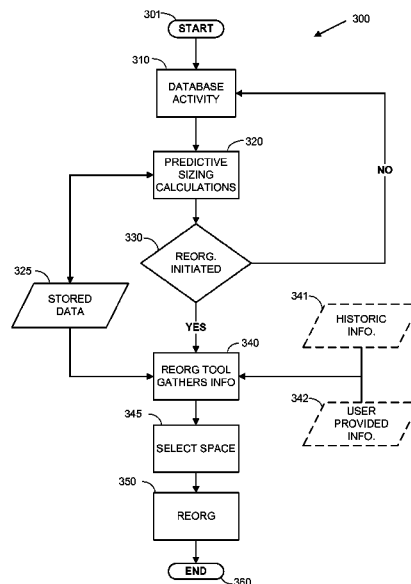 301
START
300
310
DATABASE
ACTIVITY
320
PREDICTIVE
SIZING
CALCULATIONS
NO
330
REORG.
INITIATED
325
STORED
DATA
YES
341
HISTORIC
INFO.
340
REORG TOOL
GATHERS INFO
342
USER
PROVIDED
INFO.
345
SELECT SPACE
350
REORG
END
360